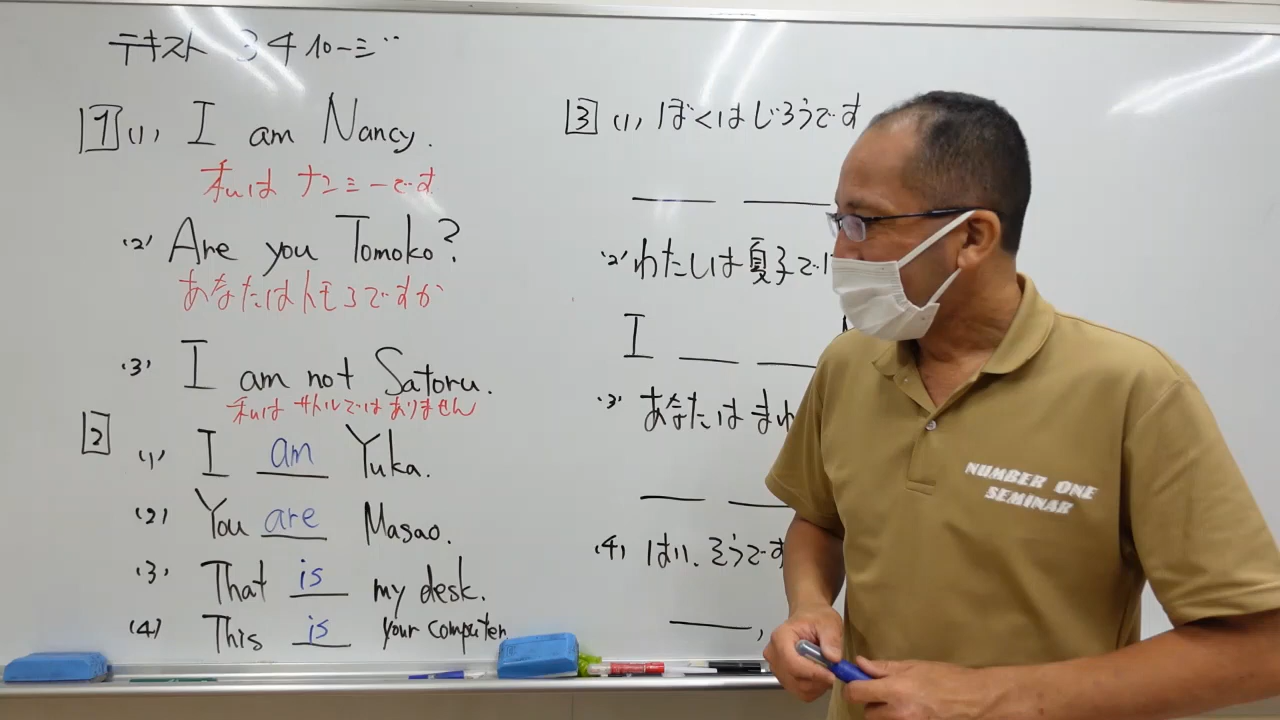 テキスト 34ページ
1 (1) I am Nancy.
私は ナンシーです
(2) Are you Tomoko?
あなたはトモコですか
(3) I am not Satoru.
私は サトルではありません
2
(1) I am Yuka.
(2) You are Masao.
(3) That is my desk.
(4) This is your computer
3 (1) ぼくはじろうです
(2) わたしは夏子で
I
(3) あなたは
(4) はい、そうです
NUMBER ONE
SEMINAR